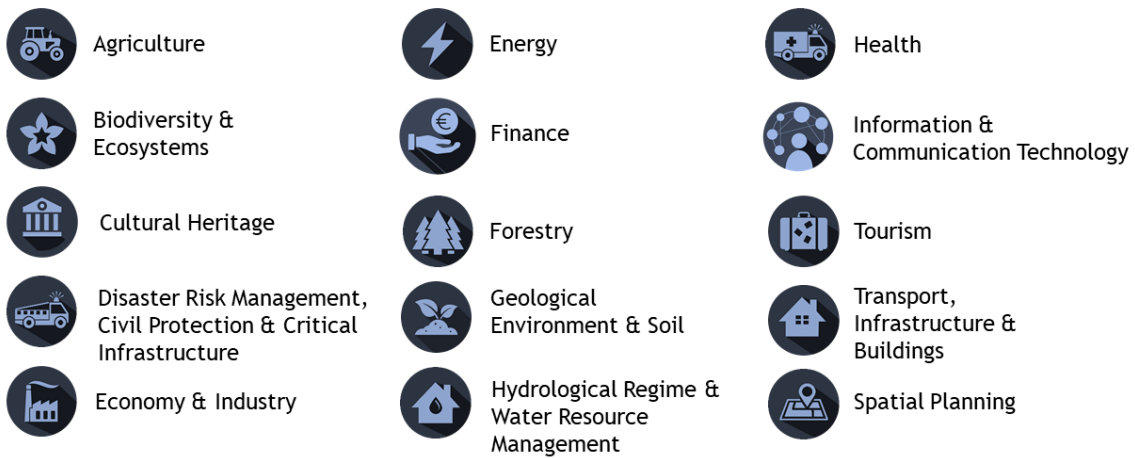 Agriculture
Biodiversity &
Ecosystems
Cultural Heritage
Disaster Risk Management,
Civil Protection & Critical
Infrastructure
Economy & Industry
Energy
Finance
Forestry
Geological
Environment & Soil
Hydrological Regime &
Water Resource
Management
Health
Information &
Communication Technology
Tourism
Transport,
Infrastructure &
Buildings
Spatial Planning